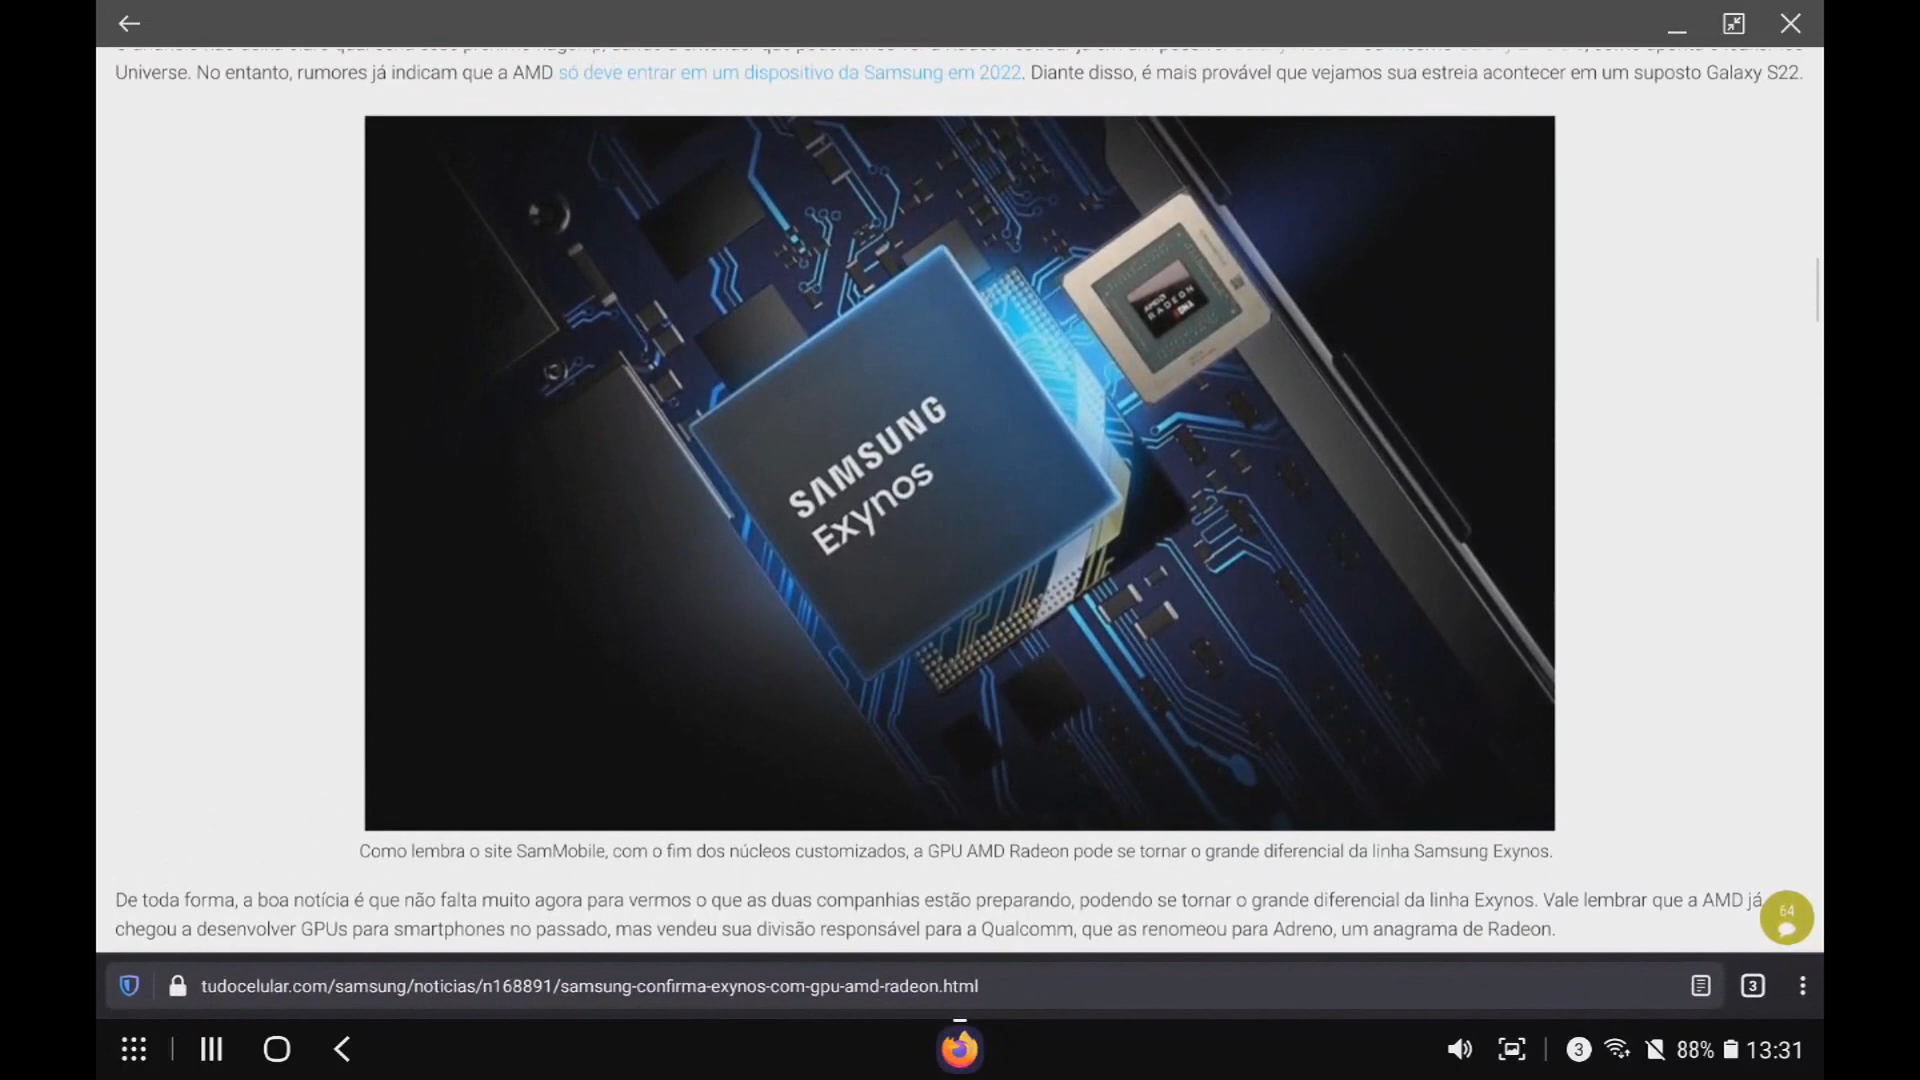 Universe. No entanto, rumores já indicam que a AMD só deve entrar em um dispositivo da Samsung em 2022. Diante disso, é mais provável que vejamos sua estreia acontecer em um suposto Galaxy S22.
AMD
RADEON
RDNA
SAMSUNG
Exynos
Como lembra o site SamMobile, com o fim dos núcleos customizados, a GPU AMD Radeon pode se tornar o grande diferencial da linha Samsung Exynos.
De toda forma, a boa notícia é que não falta muito agora para vermos o que as duas companhias estão preparando, podendo se tornar o grande diferencial da linha Exynos. Vale lembrar que a AMD já
chegou a desenvolver GPUs para smartphones no passado, mas vendeu sua divisão responsável para a Qualcomm, que as renomeou para Adreno, um anagrama de Radeon.
64
tudocelular.com/samsung/noticias/n168891/samsung-confirma-exynos-com-gpu-amd-radeon.html
3
3 88% 13:31